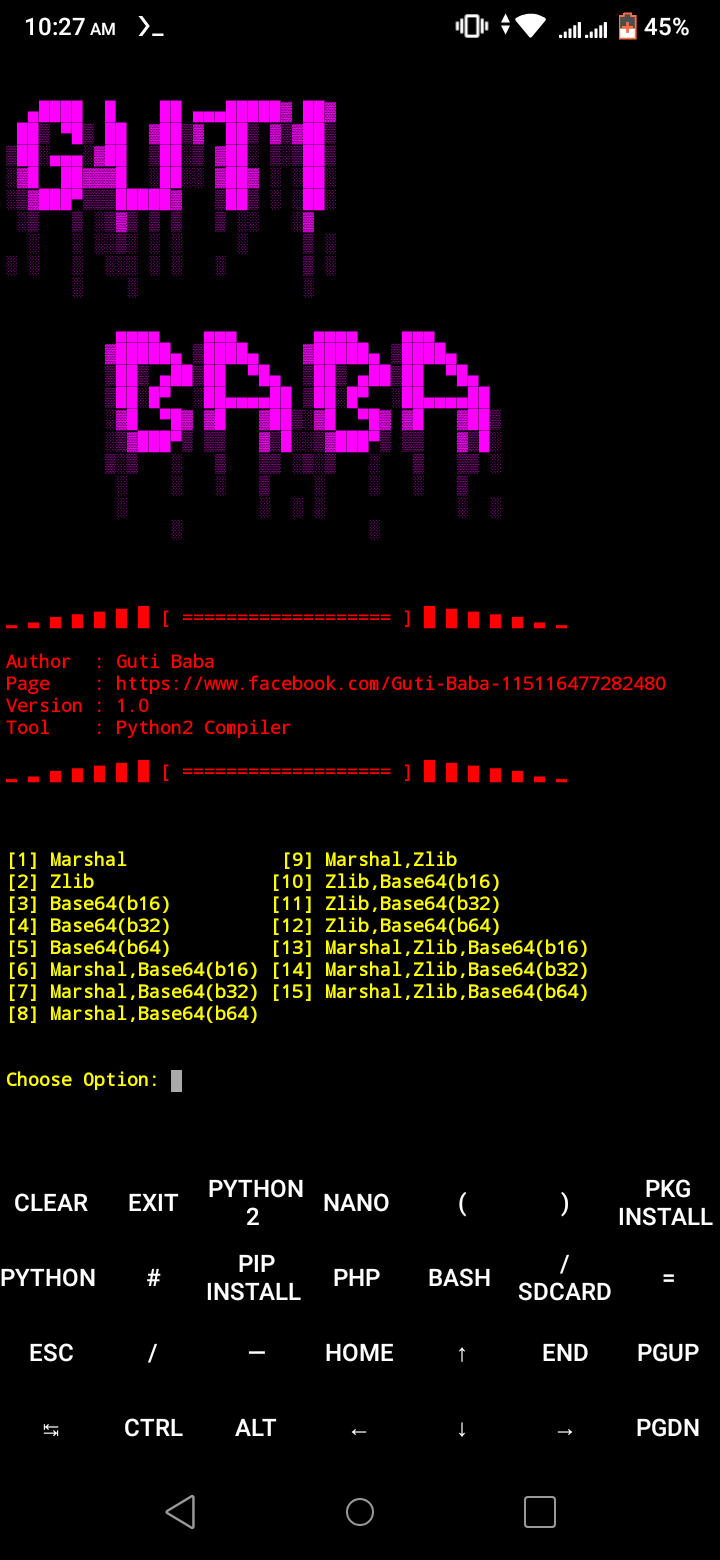 10:27 AM
45%
GUTI
BABA
[ =================== ]
Author  : Guti Baba
Page    : https://www.facebook.com/Guti-Baba-115116477282480
Version : 1.0
Tool    : Python2 Compiler
[ =================== ]
[1] Marshal              [9] Marshal,Zlib
[2] Zlib                [10] Zlib,Base64(b16)
[3] Base64(b16)         [11] Zlib,Base64(b32)
[4] Base64(b32)         [12] Zlib,Base64(b64)
[5] Base64(b64)         [13] Marshal,Zlib,Base64(b16)
[6] Marshal,Base64(b16) [14] Marshal,Zlib,Base64(b32)
[7] Marshal,Base64(b32) [15] Marshal,Zlib,Base64(b64)
[8] Marshal,Base64(b64)
Choose Option:
CLEAR EXIT PYTHON 2 NANO ( ) PKG INSTALL
PYTHON # PIP INSTALL PHP BASH / SDCARD =
ESC / — HOME ↑ END PGUP
↹ CTRL ALT ← ↓ → PGDN